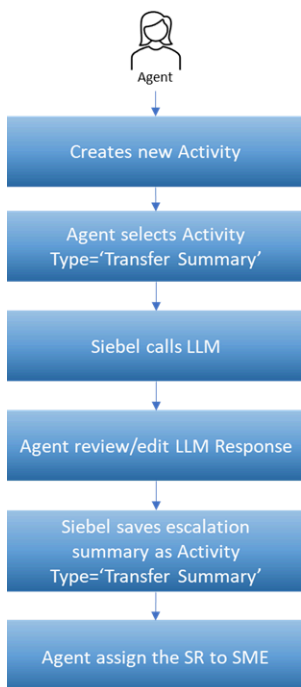 Agent
Creates new Activity
Agent selects Activity
Type=‘Transfer Summary’
Siebel calls LLM
Agent review/edit LLM Response
Siebel saves escalation
summary as Activity
Type=‘Transfer Summary’
Agent assign the SR to SME